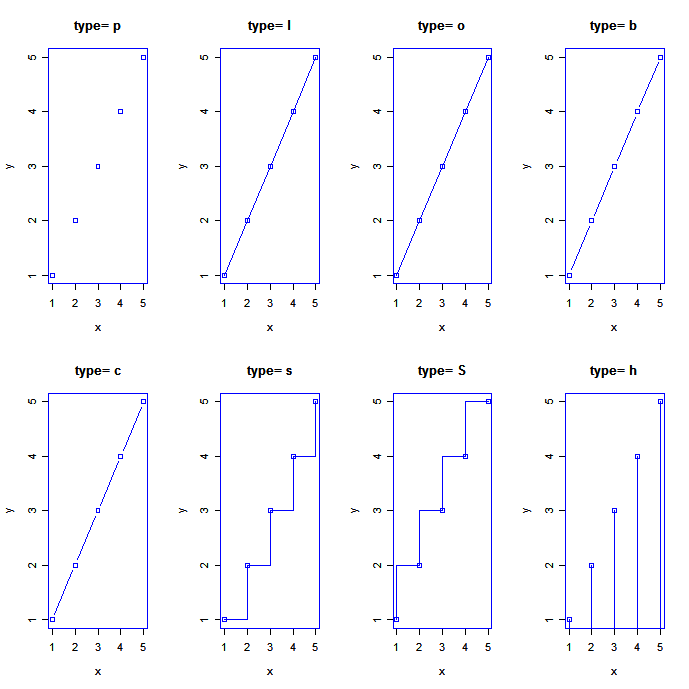 type= p type= l type= o type= b
5 5 5 5
4 4 4 4
y 3 y 3 y 3 y 3
2 2 2 2
1 1 1 1
1 2 3 4 5 1 2 3 4 5 1 2 3 4 5 1 2 3 4 5
x x x x
type= c type= s type= S type= h
5 5 5 5
4 4 4 4
y 3 y 3 y 3 y 3
2 2 2 2
1 1 1 1
1 2 3 4 5 1 2 3 4 5 1 2 3 4 5 1 2 3 4 5
x x x x